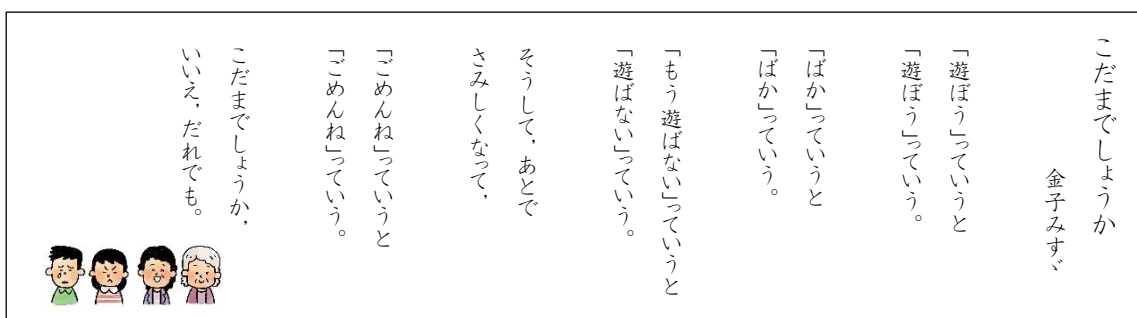 こだまでしょうか
金子みすゞ
「遊ぼう」っていうと
「遊ぼう」っていう。
「ばか」っていうと
「ばか」っていう。
「もう遊ばない」っていうと
「遊ばない」っていう。
そうして、あとで
さみしくなって、
「ごめんね」っていうと
「ごめんね」っていう。
こだまでしょうか、
いいえ、だれでも。